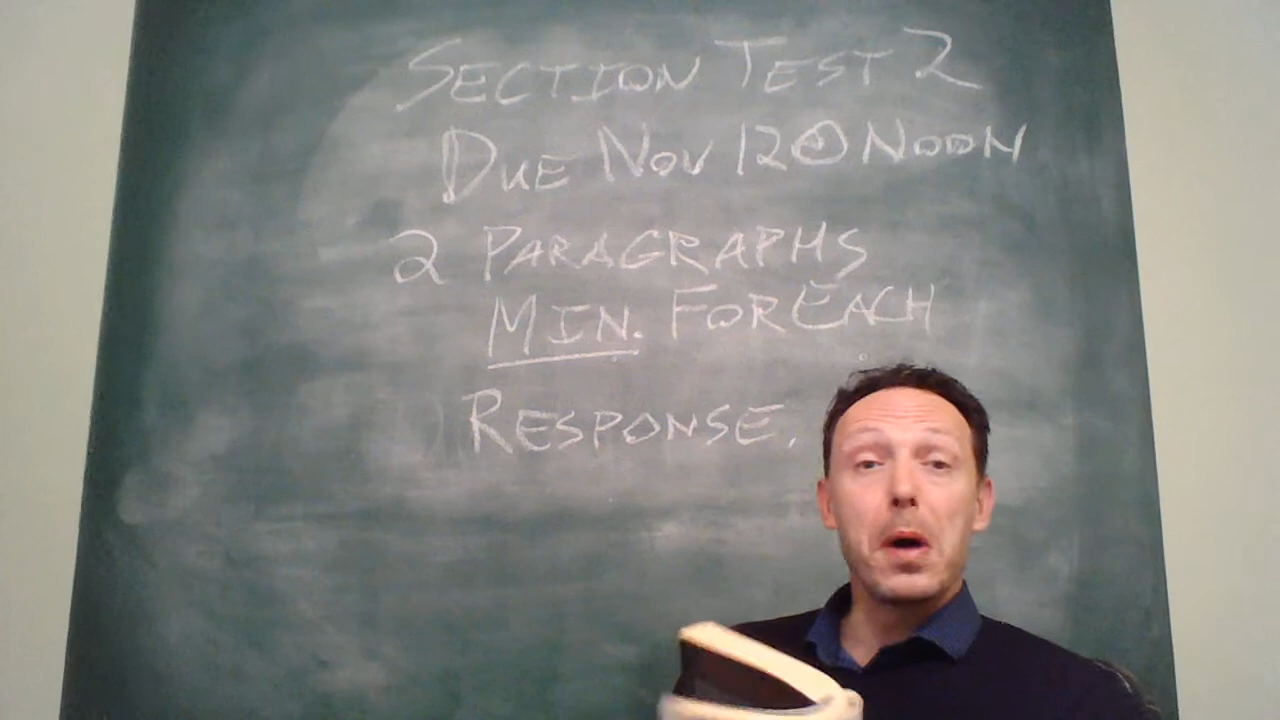 SECTION TEST 2
DUE NOV 12 @ NOON
2 PARAGRAPHS
MIN. FOR EACH
RESPONSE.